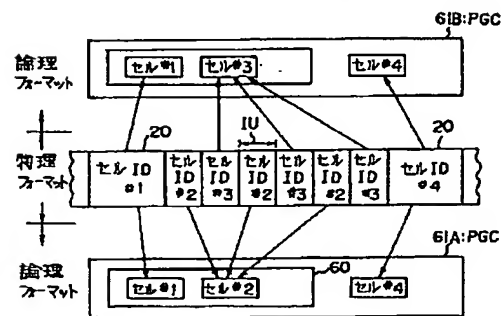 61B:PGC
論理
フォーマット
セル#1
セル#3
セル#4
20
IU
20
物理
フォーマット
セルID
#1
セル
ID
#2
セル
ID
#3
セル
ID
#2
セル
ID
#3
セル
ID
#2
セル
ID
#3
セルID
#4
61A:PGC
論理
フォーマット
60
セル#1
セル#2
セル#4